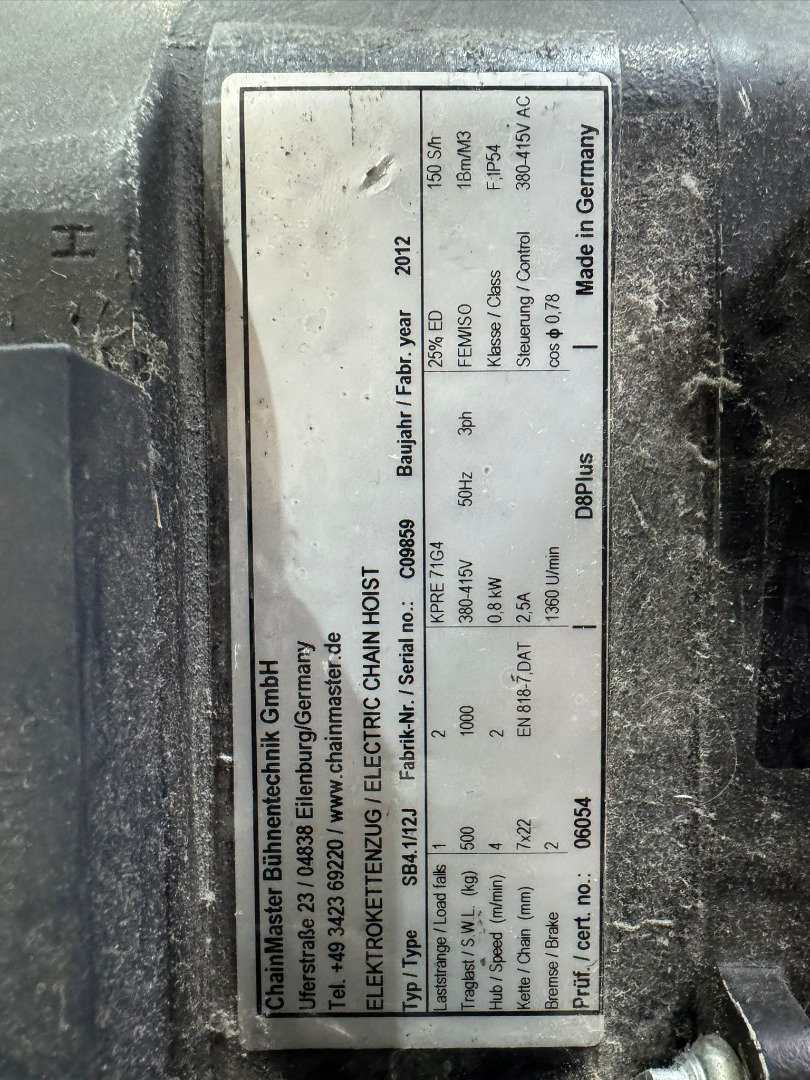 ChainMaster Bühnentechnik GmbH
Uferstraße 23 / 04838 Eilenburg/Germany
Tel. +49 3423 69220 / www.chainmaster.de
ELEKTROKETTENZUG / ELECTRIC CHAIN HOIST
Typ / Type SB4.1/12J Fabrik-Nr. / Serial no.: C09859 Baujahr / Fabr. year 2012
Laststränge / Load falls 1 2 KPRE 71G4 25% ED 150 S/h
Traglast / S.W.L. (kg) 500 1000 380-415V 50Hz 3ph FEM/ISO 1Bm/M3
Hub / Speed (m/min) 4 2 0,8 kW Klasse / Class F;IP54
Kette / Chain (mm) 7x22 EN 818-7,DAT 2,5A Steuerung / Control 380-415V AC
Bremse / Brake 2 1360 U/min cos ϕ 0,78
Prüf. / cert. no.: 06054 | D8Plus | Made in Germany
H